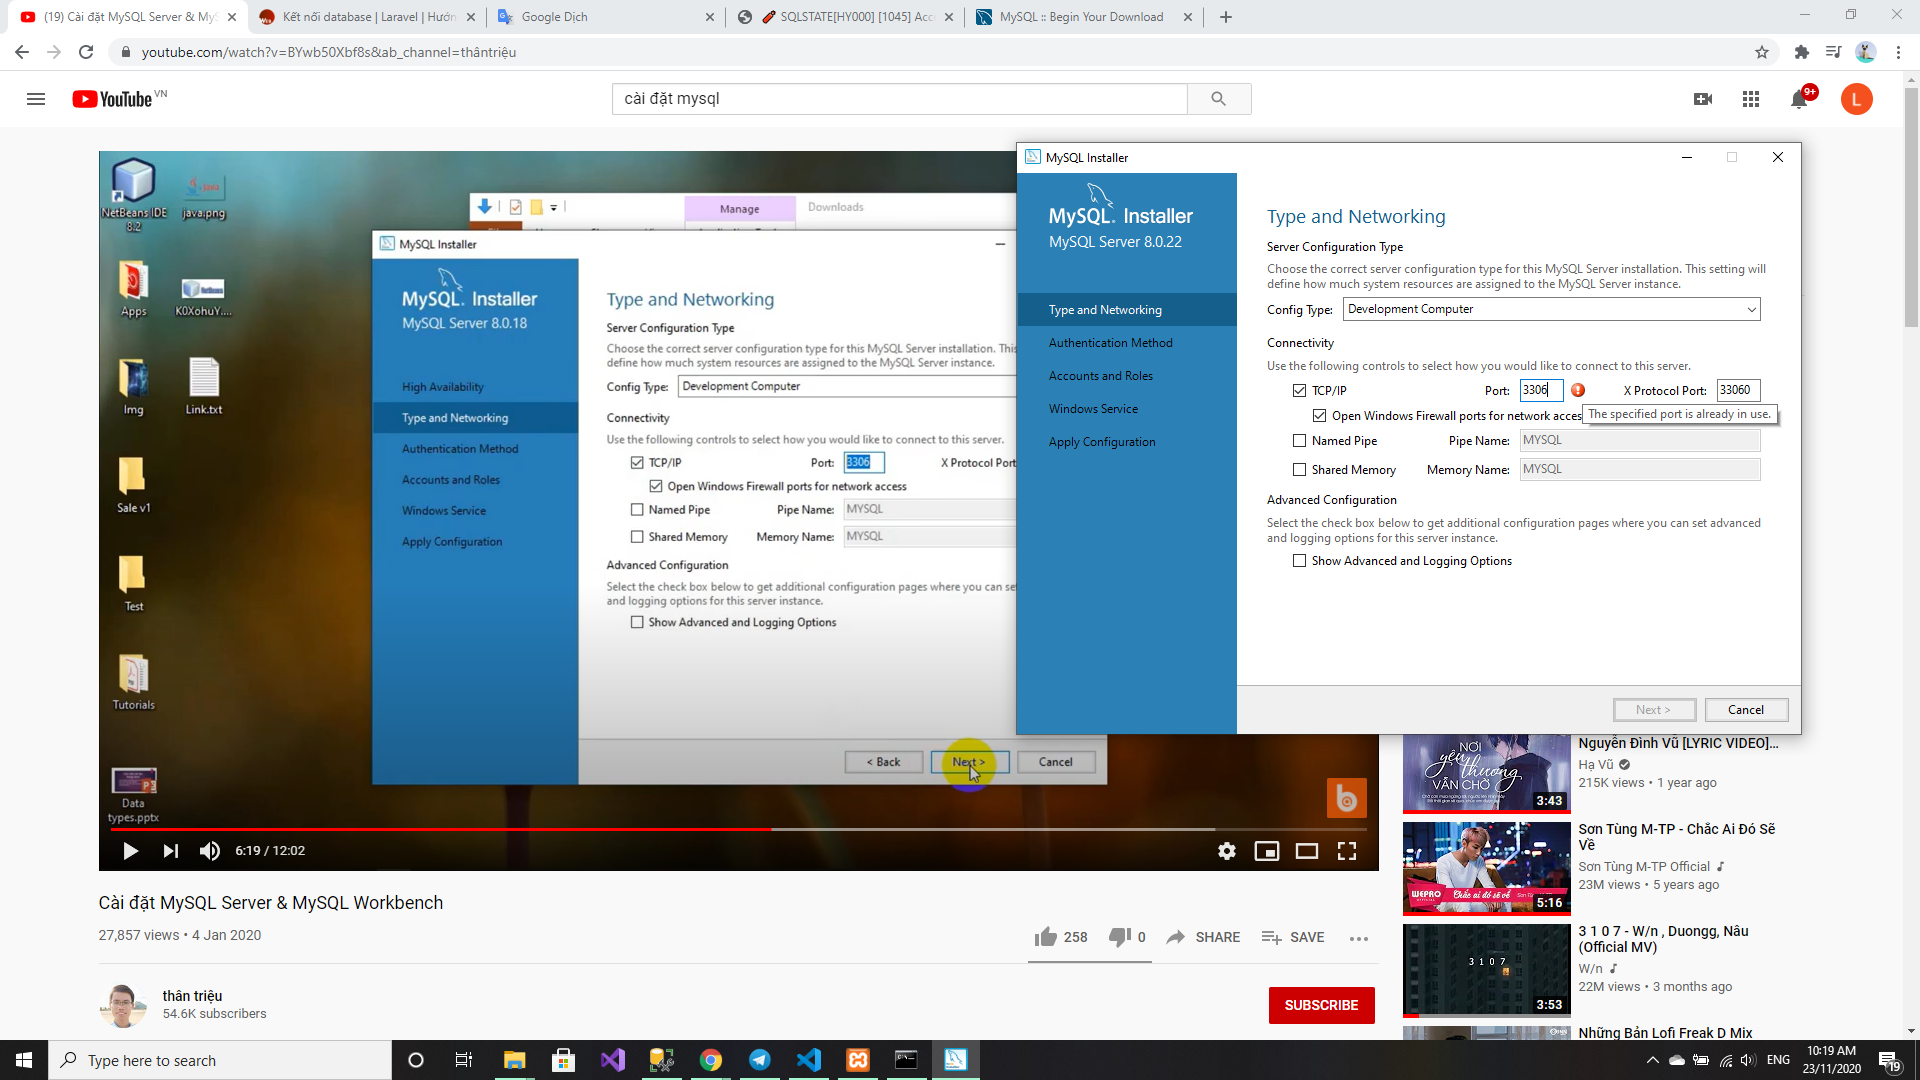 (19) Cài đặt MySQL Server & MyS
Kết nối database | Laravel | Hướn
Google Dịch
SQLSTATE[HY000] [1045] Acc
MySQL :: Begin Your Download
youtube.com/watch?v=BYwb50Xbf8s&ab_channel=thântriệu
YouTube VN
cài đặt mysql
9+
L
NetBeans IDE 8.2
java.png
Apps
K0XohuY....
Img
Link.txt
Sale v1
Test
Tutorials
Data types.pptx
Manage
Downloads
MySQL Installer
MySQL. Installer
MySQL Server 8.0.18
High Availability
Type and Networking
Authentication Method
Accounts and Roles
Windows Service
Apply Configuration
Type and Networking
Server Configuration Type
Choose the correct server configuration type for this MySQL Server installation. This
define how much system resources are assigned to the MySQL Server instance.
Config Type: Development Computer
Connectivity
Use the following controls to select how you would like to connect to this server.
TCP/IP Port: 3306 X Protocol Port
Open Windows Firewall ports for network access
Named Pipe Pipe Name: MYSQL
Shared Memory Memory Name: MYSQL
Advanced Configuration
Select the check box below to get additional configuration pages where you can set
and logging options for this server instance.
Show Advanced and Logging Options
< Back Next > Cancel
6:19 / 12:02
MySQL Installer
MySQL. Installer
MySQL Server 8.0.22
Type and Networking
Authentication Method
Accounts and Roles
Windows Service
Apply Configuration
Type and Networking
Server Configuration Type
Choose the correct server configuration type for this MySQL Server installation. This setting will
define how much system resources are assigned to the MySQL Server instance.
Config Type: Development Computer
Connectivity
Use the following controls to select how you would like to connect to this server.
TCP/IP Port: 3306 X Protocol Port: 33060
Open Windows Firewall ports for network acces
The specified port is already in use.
Named Pipe Pipe Name: MYSQL
Shared Memory Memory Name: MYSQL
Advanced Configuration
Select the check box below to get additional configuration pages where you can set advanced
and logging options for this server instance.
Show Advanced and Logging Options
Next > Cancel
Cài đặt MySQL Server & MySQL Workbench
27,857 views • 4 Jan 2020
258 0 SHARE SAVE
thân triệu
54.6K subscribers
SUBSCRIBE
NƠI
yêu thương
VẪN CHỜ
3:43
Nguyễn Đình Vũ [LYRIC VIDEO]...
Hạ Vũ
215K views • 1 year ago
WEPRO
Chắc ai đó sẽ về
5:16
Sơn Tùng M-TP - Chắc Ai Đó Sẽ
Về
Sơn Tùng M-TP Official
23M views • 5 years ago
3 1 0 7
3:53
3 1 0 7 - W/n , Duongg, Nâu
(Official MV)
W/n
22M views • 3 months ago
Những Bản Lofi Freak D Mix
Type here to search
ENG
10:19 AM
23/11/2020
19